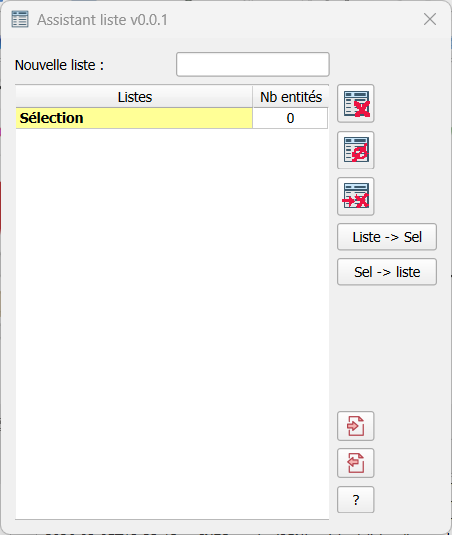 Assistant liste v0.0.1
Nouvelle liste :
Listes Nb entités
Sélection 0
Liste -> Sel
Sel -> liste
?